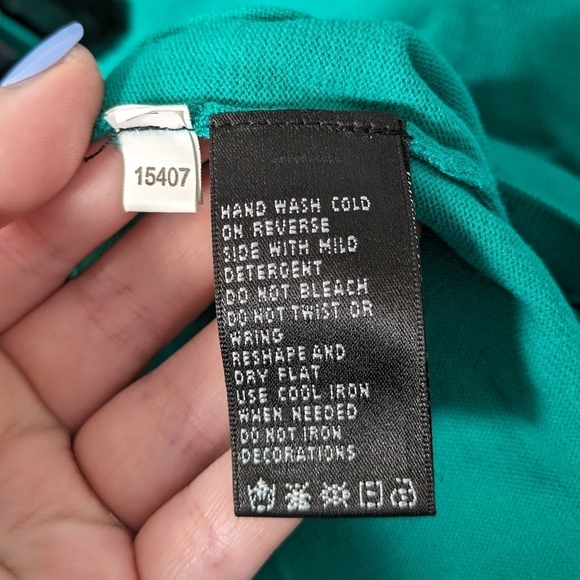 15407
HAND WASH COLD
ON REVERSE
SIDE WITH MILD
DETERGENT
DO NOT BLEACH
DO NOT TWIST OR
WRING
RESHAPE AND
DRY FLAT
USE COOL IRON
WHEN NEEDED
DO NOT IRON
DECORATIONS